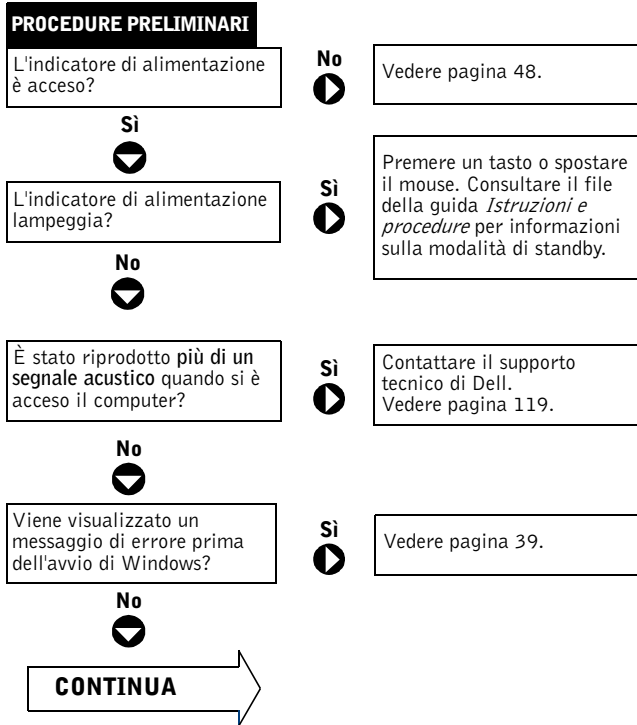 PROCEDURE PRELIMINARI
L'indicatore di alimentazione
è acceso?
No
Vedere pagina 48.
Sì
L'indicatore di alimentazione
lampeggia?
Sì
Premere un tasto o spostare
il mouse. Consultare il file
della guida Istruzioni e
procedure per informazioni
sulla modalità di standby.
No
È stato riprodotto più di un
segnale acustico quando si è
acceso il computer?
Sì
Contattare il supporto
tecnico di Dell.
Vedere pagina 119.
No
Viene visualizzato un
messaggio di errore prima
dell'avvio di Windows?
Sì
Vedere pagina 39.
No
CONTINUA